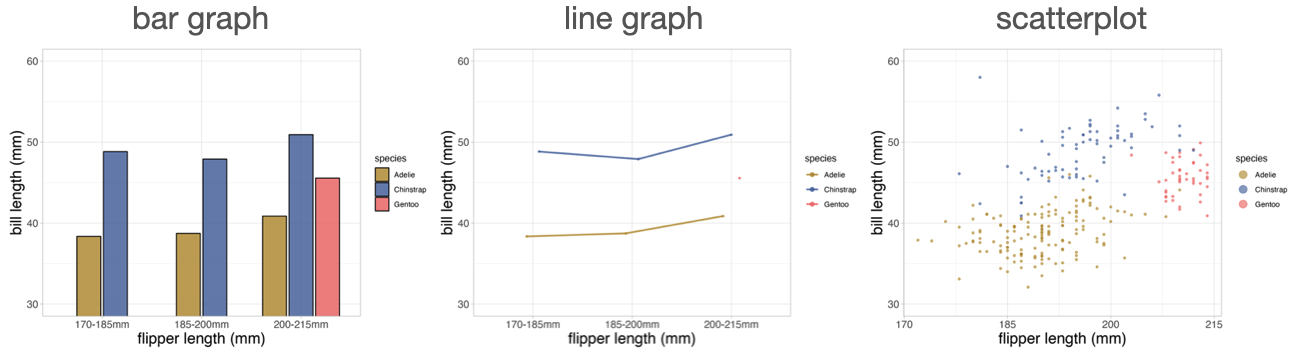 bar graph
60
50
40
30
bill length (mm)
170-185mm 185-200mm 200-215mm
flipper length (mm)
species
Adelie
Chinstrap
Gentoo
line graph
60
50
40
30
bill length (mm)
170-185mm 185-200mm 200-215mm
flipper length (mm)
species
Adelie
Chinstrap
Gentoo
scatterplot
60
50
40
30
bill length (mm)
170 185 200 215
flipper length (mm)
species
Adelie
Chinstrap
Gentoo